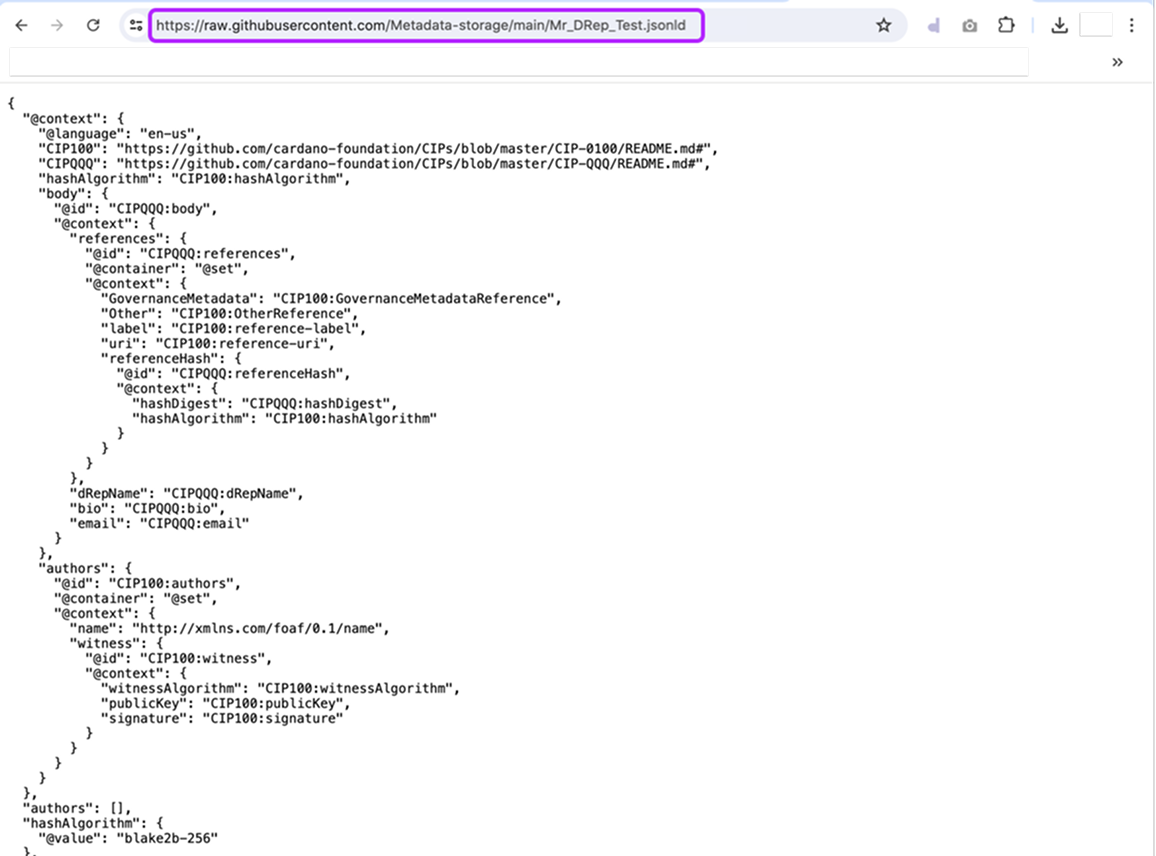 https://raw.githubusercontent.com/Metadata-storage/main/Mr_DRep_Test.jsonld
»
{
  "@context": {
    "@language": "en-us",
    "CIP100": "https://github.com/cardano-foundation/CIPs/blob/master/CIP-0100/README.md#",
    "CIPQQQ": "https://github.com/cardano-foundation/CIPs/blob/master/CIP-QQQ/README.md#",
    "hashAlgorithm": "CIP100:hashAlgorithm",
    "body": {
      "@id": "CIPQQQ:body",
      "@context": {
        "references": {
          "@id": "CIPQQQ:references",
          "@container": "@set",
          "@context": {
            "GovernanceMetadata": "CIP100:GovernanceMetadataReference",
            "Other": "CIP100:OtherReference",
            "label": "CIP100:reference-label",
            "uri": "CIP100:reference-uri",
            "referenceHash": {
              "@id": "CIPQQQ:referenceHash",
              "@context": {
                "hashDigest": "CIPQQQ:hashDigest",
                "hashAlgorithm": "CIP100:hashAlgorithm"
              }
            }
          }
        },
        "dRepName": "CIPQQQ:dRepName",
        "bio": "CIPQQQ:bio",
        "email": "CIPQQQ:email"
      }
    },
    "authors": {
      "@id": "CIP100:authors",
      "@container": "@set",
      "@context": {
        "name": "http://xmlns.com/foaf/0.1/name",
        "witness": {
          "@id": "CIP100:witness",
          "@context": {
            "witnessAlgorithm": "CIP100:witnessAlgorithm",
            "publicKey": "CIP100:publicKey",
            "signature": "CIP100:signature"
          }
        }
      }
    }
  },
  "authors": [],
  "hashAlgorithm": {
    "@value": "blake2b-256"
  },